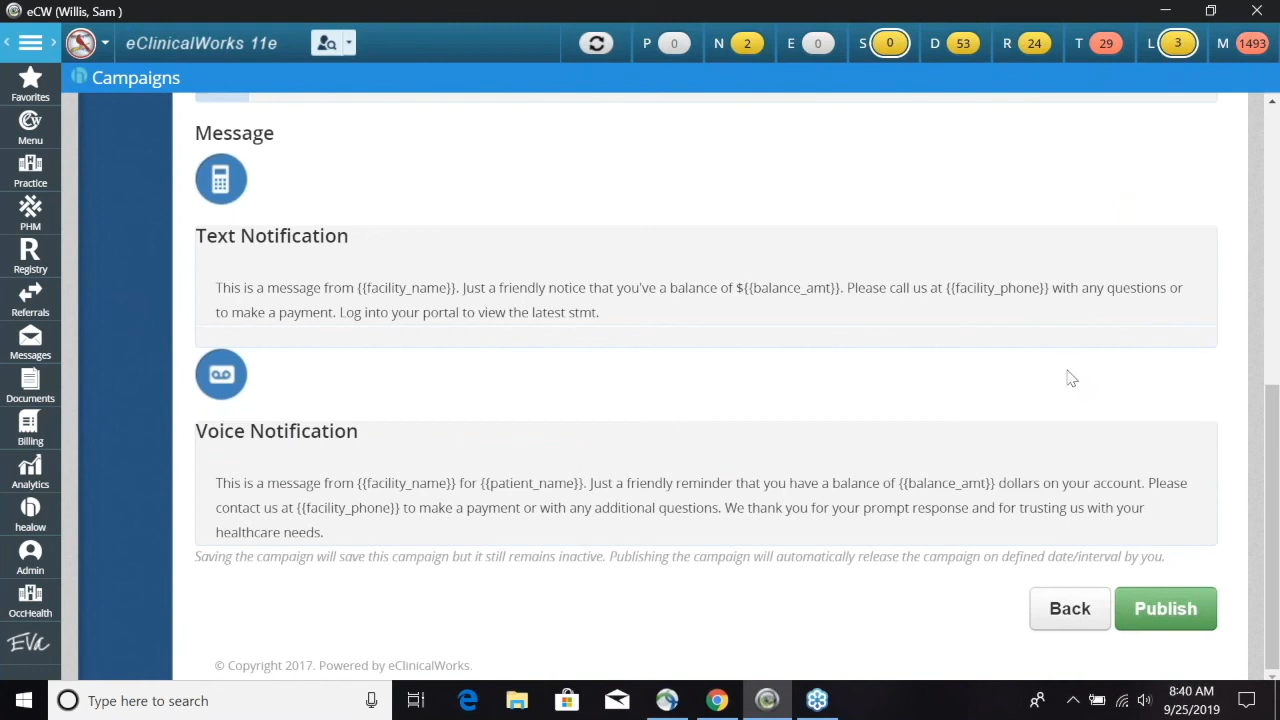 eCW (Willis, Sam )
eClinicalWorks 11e
P 0 N 2 E 0 S 0 D 53 R 24 T 29 L 3 M 1493
Campaigns
Favorites
Menu
Practice
PHM
Registry
Referrals
Messages
Documents
Billing
Analytics
healow
Admin
OccHealth
EVA
Message
Text Notification
This is a message from {{facility_name}}. Just a friendly notice that you've a balance of ${{balance_amt}}. Please call us at {{facility_phone}} with any questions or
to make a payment. Log into your portal to view the latest stmt.
Voice Notification
This is a message from {{facility_name}} for {{patient_name}}. Just a friendly reminder that you have a balance of {{balance_amt}} dollars on your account. Please
contact us at {{facility_phone}} to make a payment or with any additional questions. We thank you for your prompt response and for trusting us with your
healthcare needs.
Saving the campaign will save this campaign but it still remains inactive. Publishing the campaign will automatically release the campaign on defined date/interval by you.
Back Publish
© Copyright 2017. Powered by eClinicalWorks.
Type here to search
8:40 AM
9/25/2019